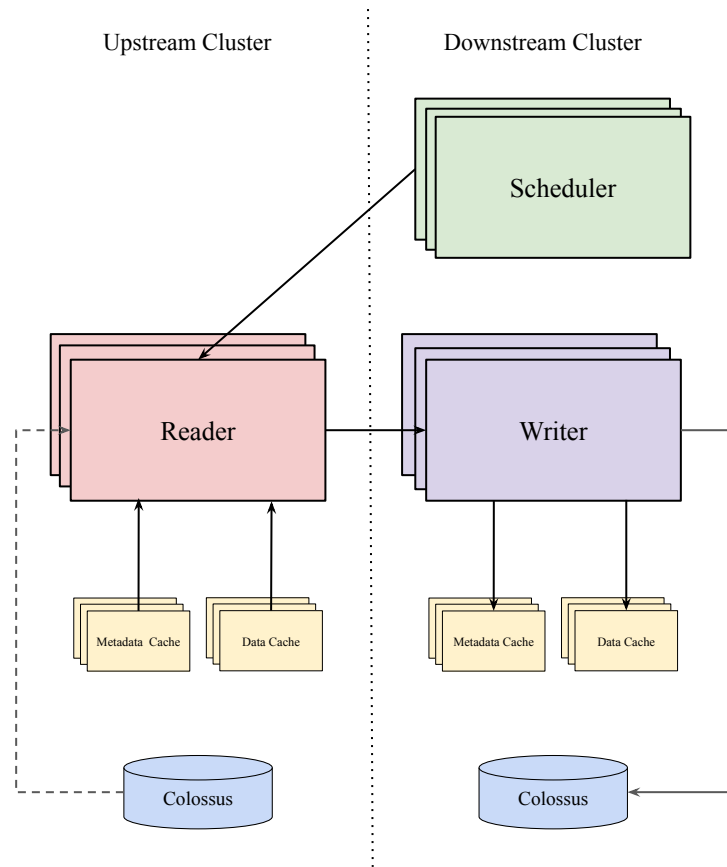 Upstream Cluster
Downstream Cluster
Scheduler
Reader
Writer
Metadata Cache
Data Cache
Metadata Cache
Data Cache
Colossus
Colossus